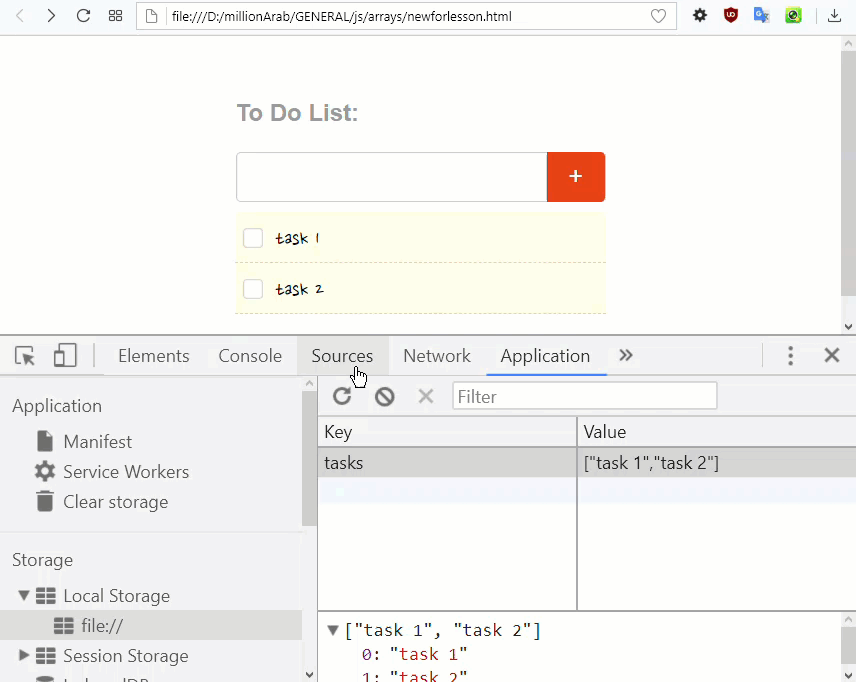 file:///D:/millionArab/GENERAL/js/arrays/newforlesson.html
To Do List:
+
task 1
task 2
Elements Console Sources Network Application »
Application
Manifest
Service Workers
Clear storage
Storage
Local Storage
file://
Session Storage
IndexedDB
Filter
Key Value
tasks ["task 1","task 2"]
["task 1", "task 2"]
0: "task 1"
1: "task 2"